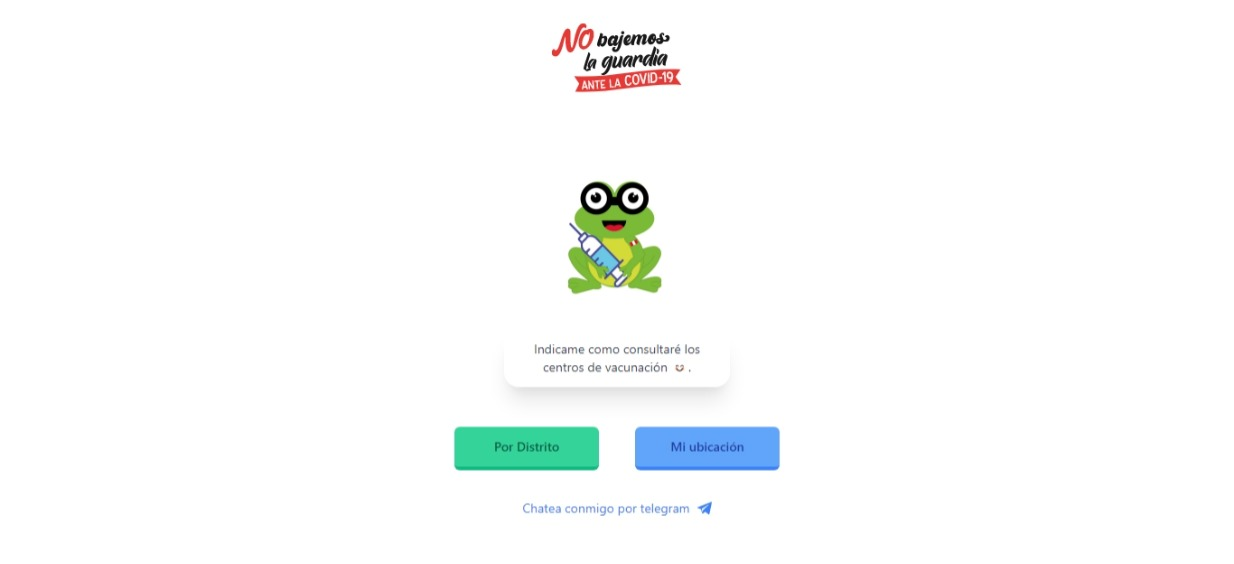 NO bajemos
la guardia
ANTE LA COVID-19
Indicame como consultaré los
centros de vacunación .
Por Distrito
Mi ubicación
Chatea conmigo por telegram